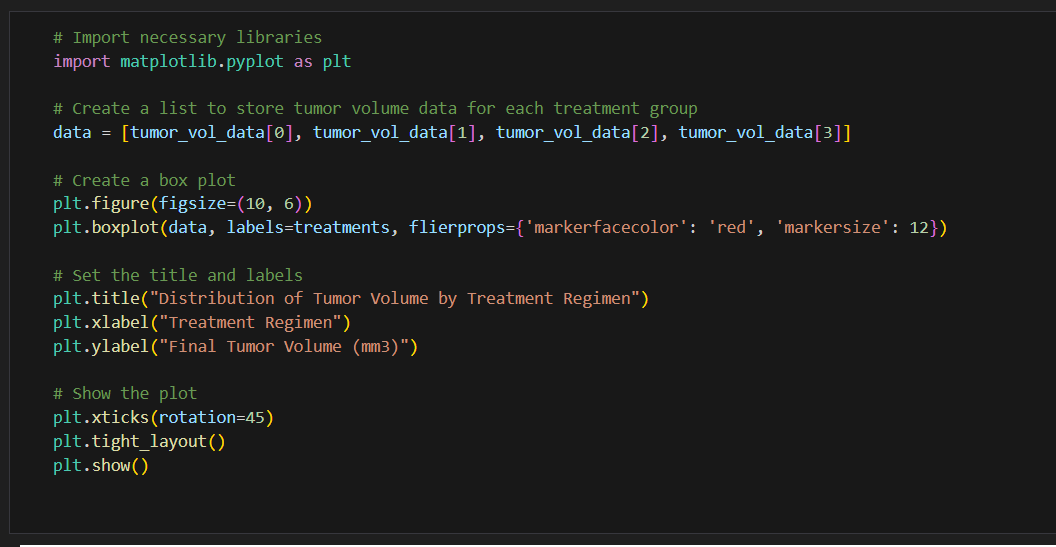 # Import necessary libraries
import matplotlib.pyplot as plt
# Create a list to store tumor volume data for each treatment group
data = [tumor_vol_data[0], tumor_vol_data[1], tumor_vol_data[2], tumor_vol_data[3]]
# Create a box plot
plt.figure(figsize=(10, 6))
plt.boxplot(data, labels=treatments, flierprops={'markerfacecolor': 'red', 'markersize': 12})
# Set the title and labels
plt.title("Distribution of Tumor Volume by Treatment Regimen")
plt.xlabel("Treatment Regimen")
plt.ylabel("Final Tumor Volume (mm3)")
# Show the plot
plt.xticks(rotation=45)
plt.tight_layout()
plt.show()